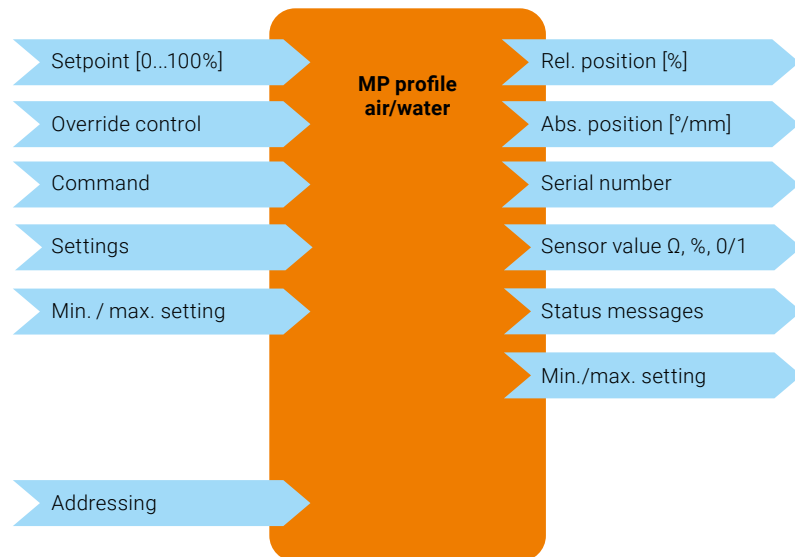 Setpoint [0...100%]
Override control
Command
Settings
Min. / max. setting
Addressing
MP profile
air/water
Rel. position [%]
Abs. position [°/mm]
Serial number
Sensor value Ω, %, 0/1
Status messages
Min./max. setting